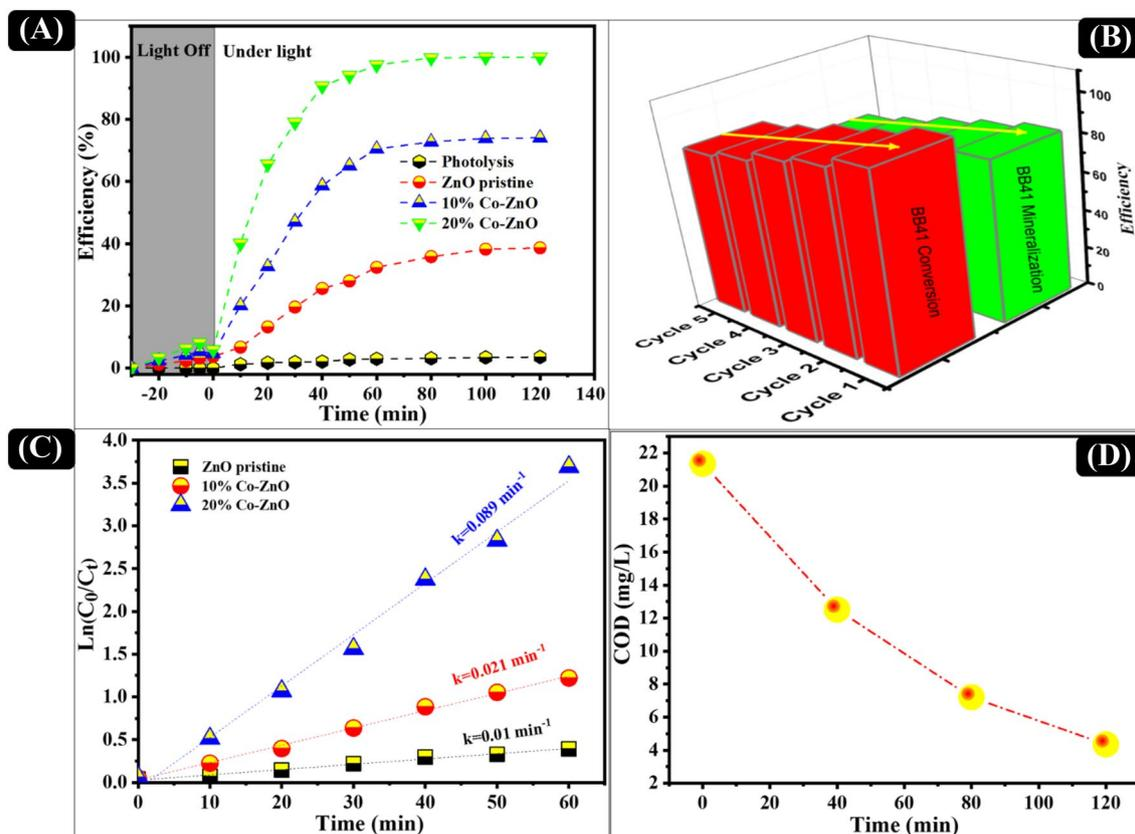 (A)
Light Off Under light
100
80
60
40
20
0
Efficiency (%)
Photolysis
ZnO pristine
10% Co-ZnO
20% Co-ZnO
-20 0 20 40 60 80 100 120 140
Time (min)
(B)
100
80
60
40
20
0
Efficiency
BB41 Conversion
BB41 Mineralization
Cycle 5
Cycle 4
Cycle 3
Cycle 2
Cycle 1
(C)
4.0
3.5
3.0
2.5
2.0
1.5
1.0
0.5
0.0
Ln(C₀/Cₜ)
ZnO pristine
10% Co-ZnO
20% Co-ZnO
k=0.089 min⁻¹
k=0.021 min⁻¹
k=0.01 min⁻¹
0 10 20 30 40 50 60
Time (min)
(D)
22
20
18
16
14
12
10
8
6
4
2
COD (mg/L)
0 20 40 60 80 100 120
Time (min)